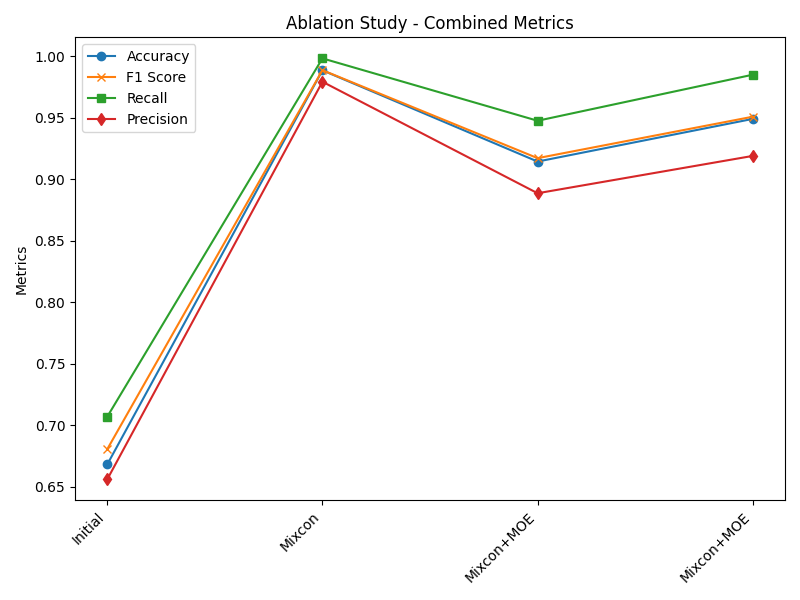 Ablation Study - Combined Metrics
Accuracy
F1 Score
Recall
Precision
Metrics
1.00
0.95
0.90
0.85
0.80
0.75
0.70
0.65
Initial
Mixcon
Mixcon+MOE
Mixcon+MOE